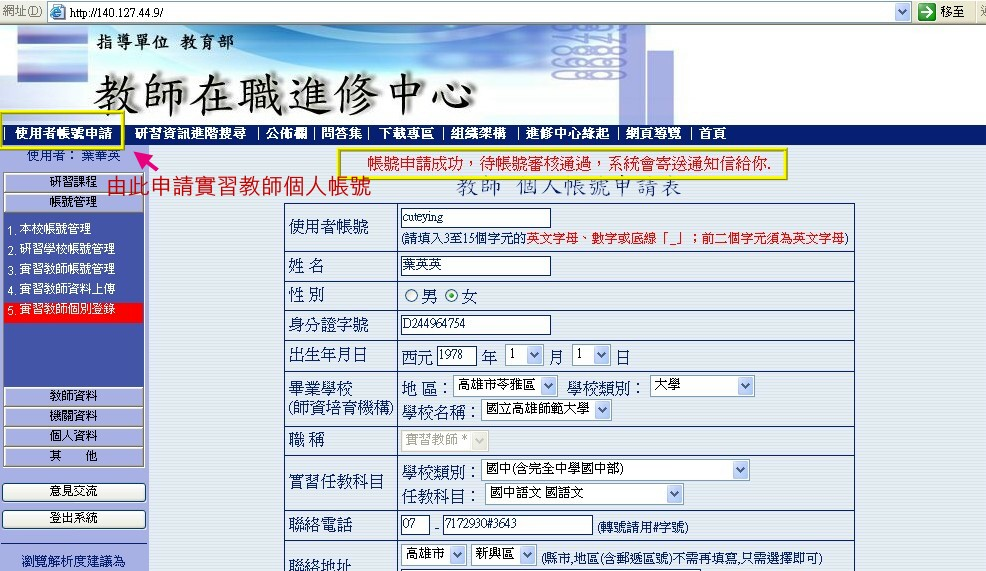 網址(D) http://140.127.44.9/ 移至
指導單位 教育部
教師在職進修中心
| 使用者帳號申請 | 研習資訊進階搜尋 | 公佈欄 | 問答集 | 下載專區 | 組織架構 | 進修中心緣起 | 網頁導覽 | 首頁
使用者： 葉華英
帳號申請成功，待帳號審核通過，系統會寄送通知信給你.
由此申請實習教師個人帳號
教師 個人帳號申請表
研習課程
帳號管理
1. 本校帳號管理
2. 研習學校帳號管理
3. 實習教師帳號管理
4. 實習教師資料上傳
5. 實習教師個別登錄
教師資料
機關資料
個人資料
其 他
意見交流
登出系統
瀏覽解析度建議為
使用者帳號 cuteying
(請填入3至15個字元的英文字母、數字或底線「_」；前二個字元須為英文字母)
姓 名 葉英英
性 別 男 女
身分證字號 D244964754
出生年月日 西元 1978 年 1 月 1 日
畢業學校 地 區： 高雄市苓雅區 學校類別： 大學
(師資培育機構) 學校名稱： 國立高雄師範大學
職 稱 實習教師 *
實習任教科目 學校類別： 國中(含完全中學國中部)
任教科目： 國中語文 國語文
聯絡電話 07 - 7172930#3643 (轉號請用#字號)
聯絡地址 高雄市 新興區 (縣市,地區(含郵遞區號)不需再填寫,只需選擇即可)